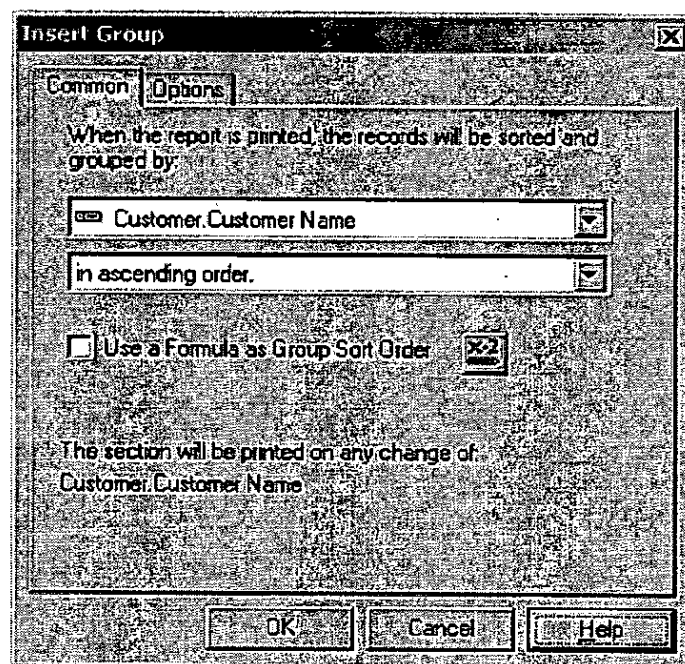 Insert Group
Common Options
When the report is printed, the records will be sorted and
grouped by:
Customer.Customer Name
in ascending order.
Use a Formula as Group Sort Order X-2
The section will be printed on any change of:
Customer.Customer Name
OK Cancel Help